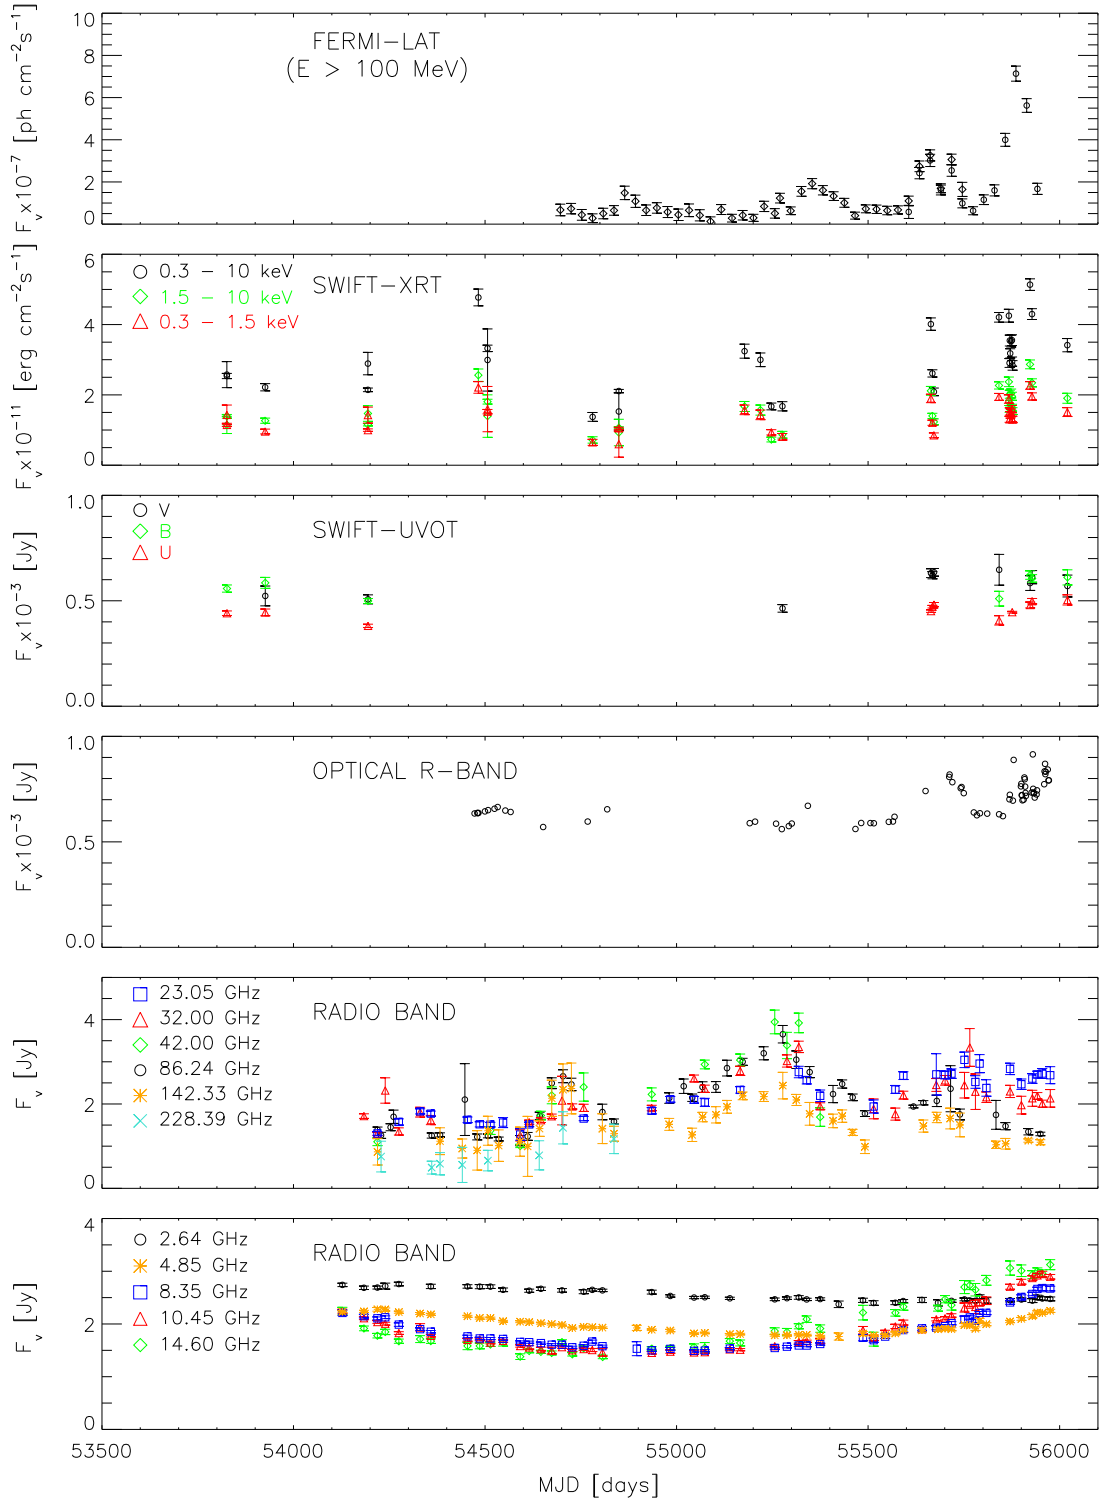 FERMI-LAT
(E > 100 MeV)
10
8
6
4
2
0
F_v x10^-7 [ph cm^-2 s^-1]
SWIFT-XRT
0.3 - 10 keV
1.5 - 10 keV
0.3 - 1.5 keV
6
4
2
0
F_v x10^-11 [erg cm^-2 s^-1]
SWIFT-UVOT
V
B
U
1.0
0.5
0.0
F_v x10^-3 [Jy]
OPTICAL R-BAND
1.0
0.5
0.0
F_v x10^-3 [Jy]
RADIO BAND
23.05 GHz
32.00 GHz
42.00 GHz
86.24 GHz
142.33 GHz
228.39 GHz
4
2
0
F_v [Jy]
RADIO BAND
2.64 GHz
4.85 GHz
8.35 GHz
10.45 GHz
14.60 GHz
4
2
0
F_v [Jy]
53500 54000 54500 55000 55500 56000
MJD [days]